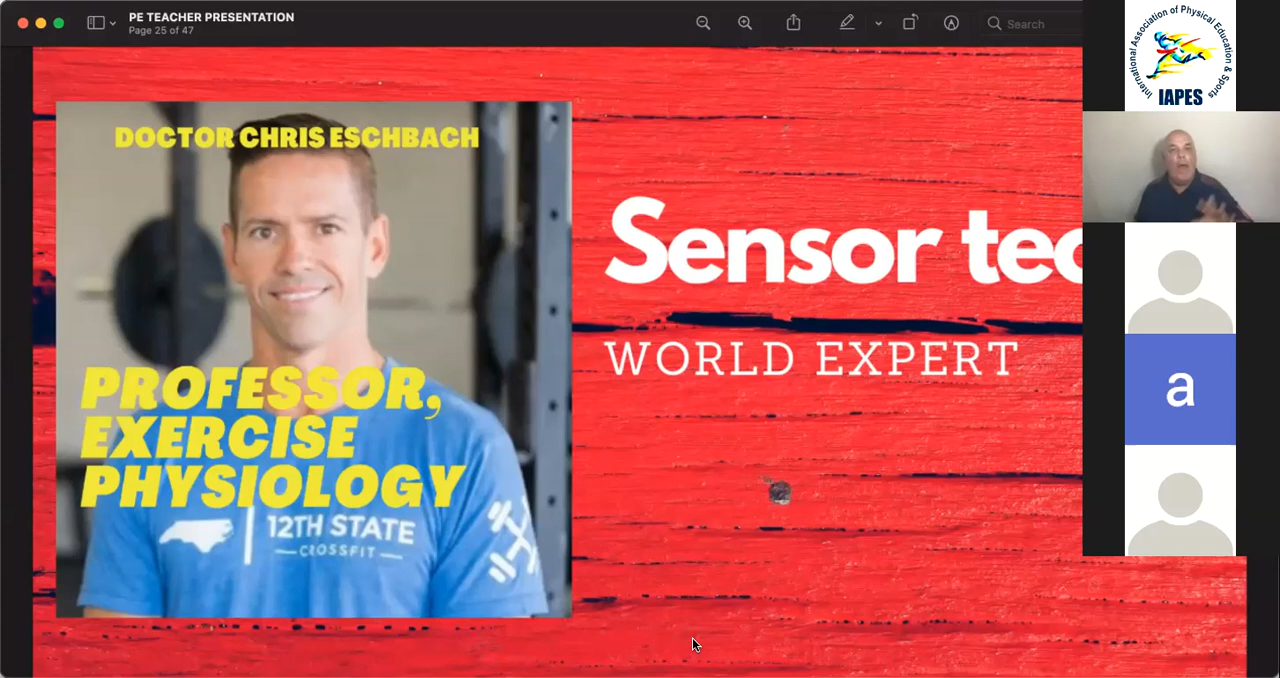 PE TEACHER PRESENTATION
Page 25 of 47
Search
International Association of Physical Education & Sports
IAPES
DOCTOR CHRIS ESCHBACH
PROFESSOR,
EXERCISE
PHYSIOLOGY
12TH STATE
CROSSFIT
Sensor tec
WORLD EXPERT
a